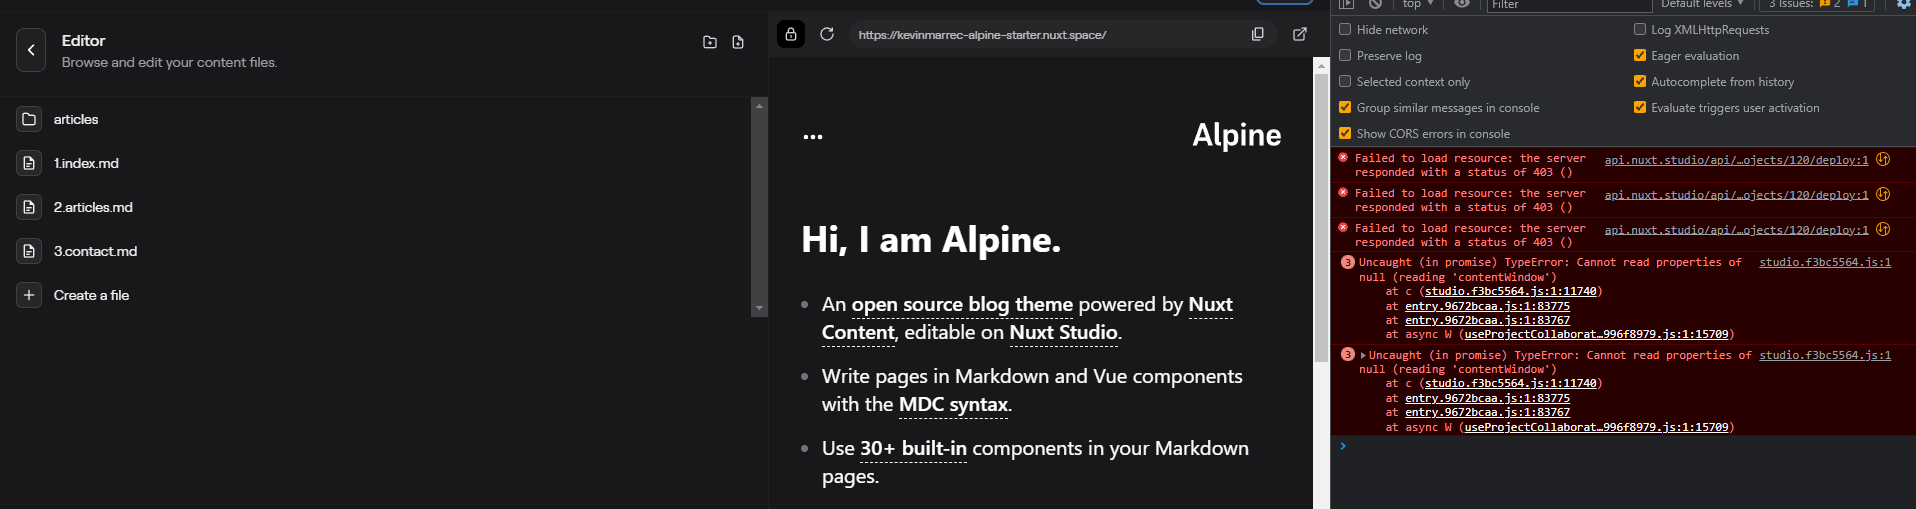 Editor
Browse and edit your content files.
articles
1.index.md
2.articles.md
3.contact.md
Create a file
https://kevinmarrec-alpine-starter.nuxt.space/
Alpine
Hi, I am Alpine.
An open source blog theme powered by Nuxt
Content, editable on Nuxt Studio.
Write pages in Markdown and Vue components
with the MDC syntax.
Use 30+ built-in components in your Markdown
pages.
top
Filter
Default levels
3 Issues: 2 1
Hide network
Log XMLHttpRequests
Preserve log
Eager evaluation
Selected context only
Autocomplete from history
Group similar messages in console
Evaluate triggers user activation
Show CORS errors in console
Failed to load resource: the server api.nuxt.studio/api/…ojects/120/deploy:1
responded with a status of 403 ()
Failed to load resource: the server api.nuxt.studio/api/…ojects/120/deploy:1
responded with a status of 403 ()
Failed to load resource: the server api.nuxt.studio/api/…ojects/120/deploy:1
responded with a status of 403 ()
3 Uncaught (in promise) TypeError: Cannot read properties of studio.f3bc5564.js:1
null (reading 'contentWindow')
at c (studio.f3bc5564.js:1:11740)
at entry.9672bcaa.js:1:83775
at entry.9672bcaa.js:1:83767
at async W (useProjectCollaborat…996f8979.js:1:15709)
3 Uncaught (in promise) TypeError: Cannot read properties of studio.f3bc5564.js:1
null (reading 'contentWindow')
at c (studio.f3bc5564.js:1:11740)
at entry.9672bcaa.js:1:83775
at entry.9672bcaa.js:1:83767
at async W (useProjectCollaborat…996f8979.js:1:15709)